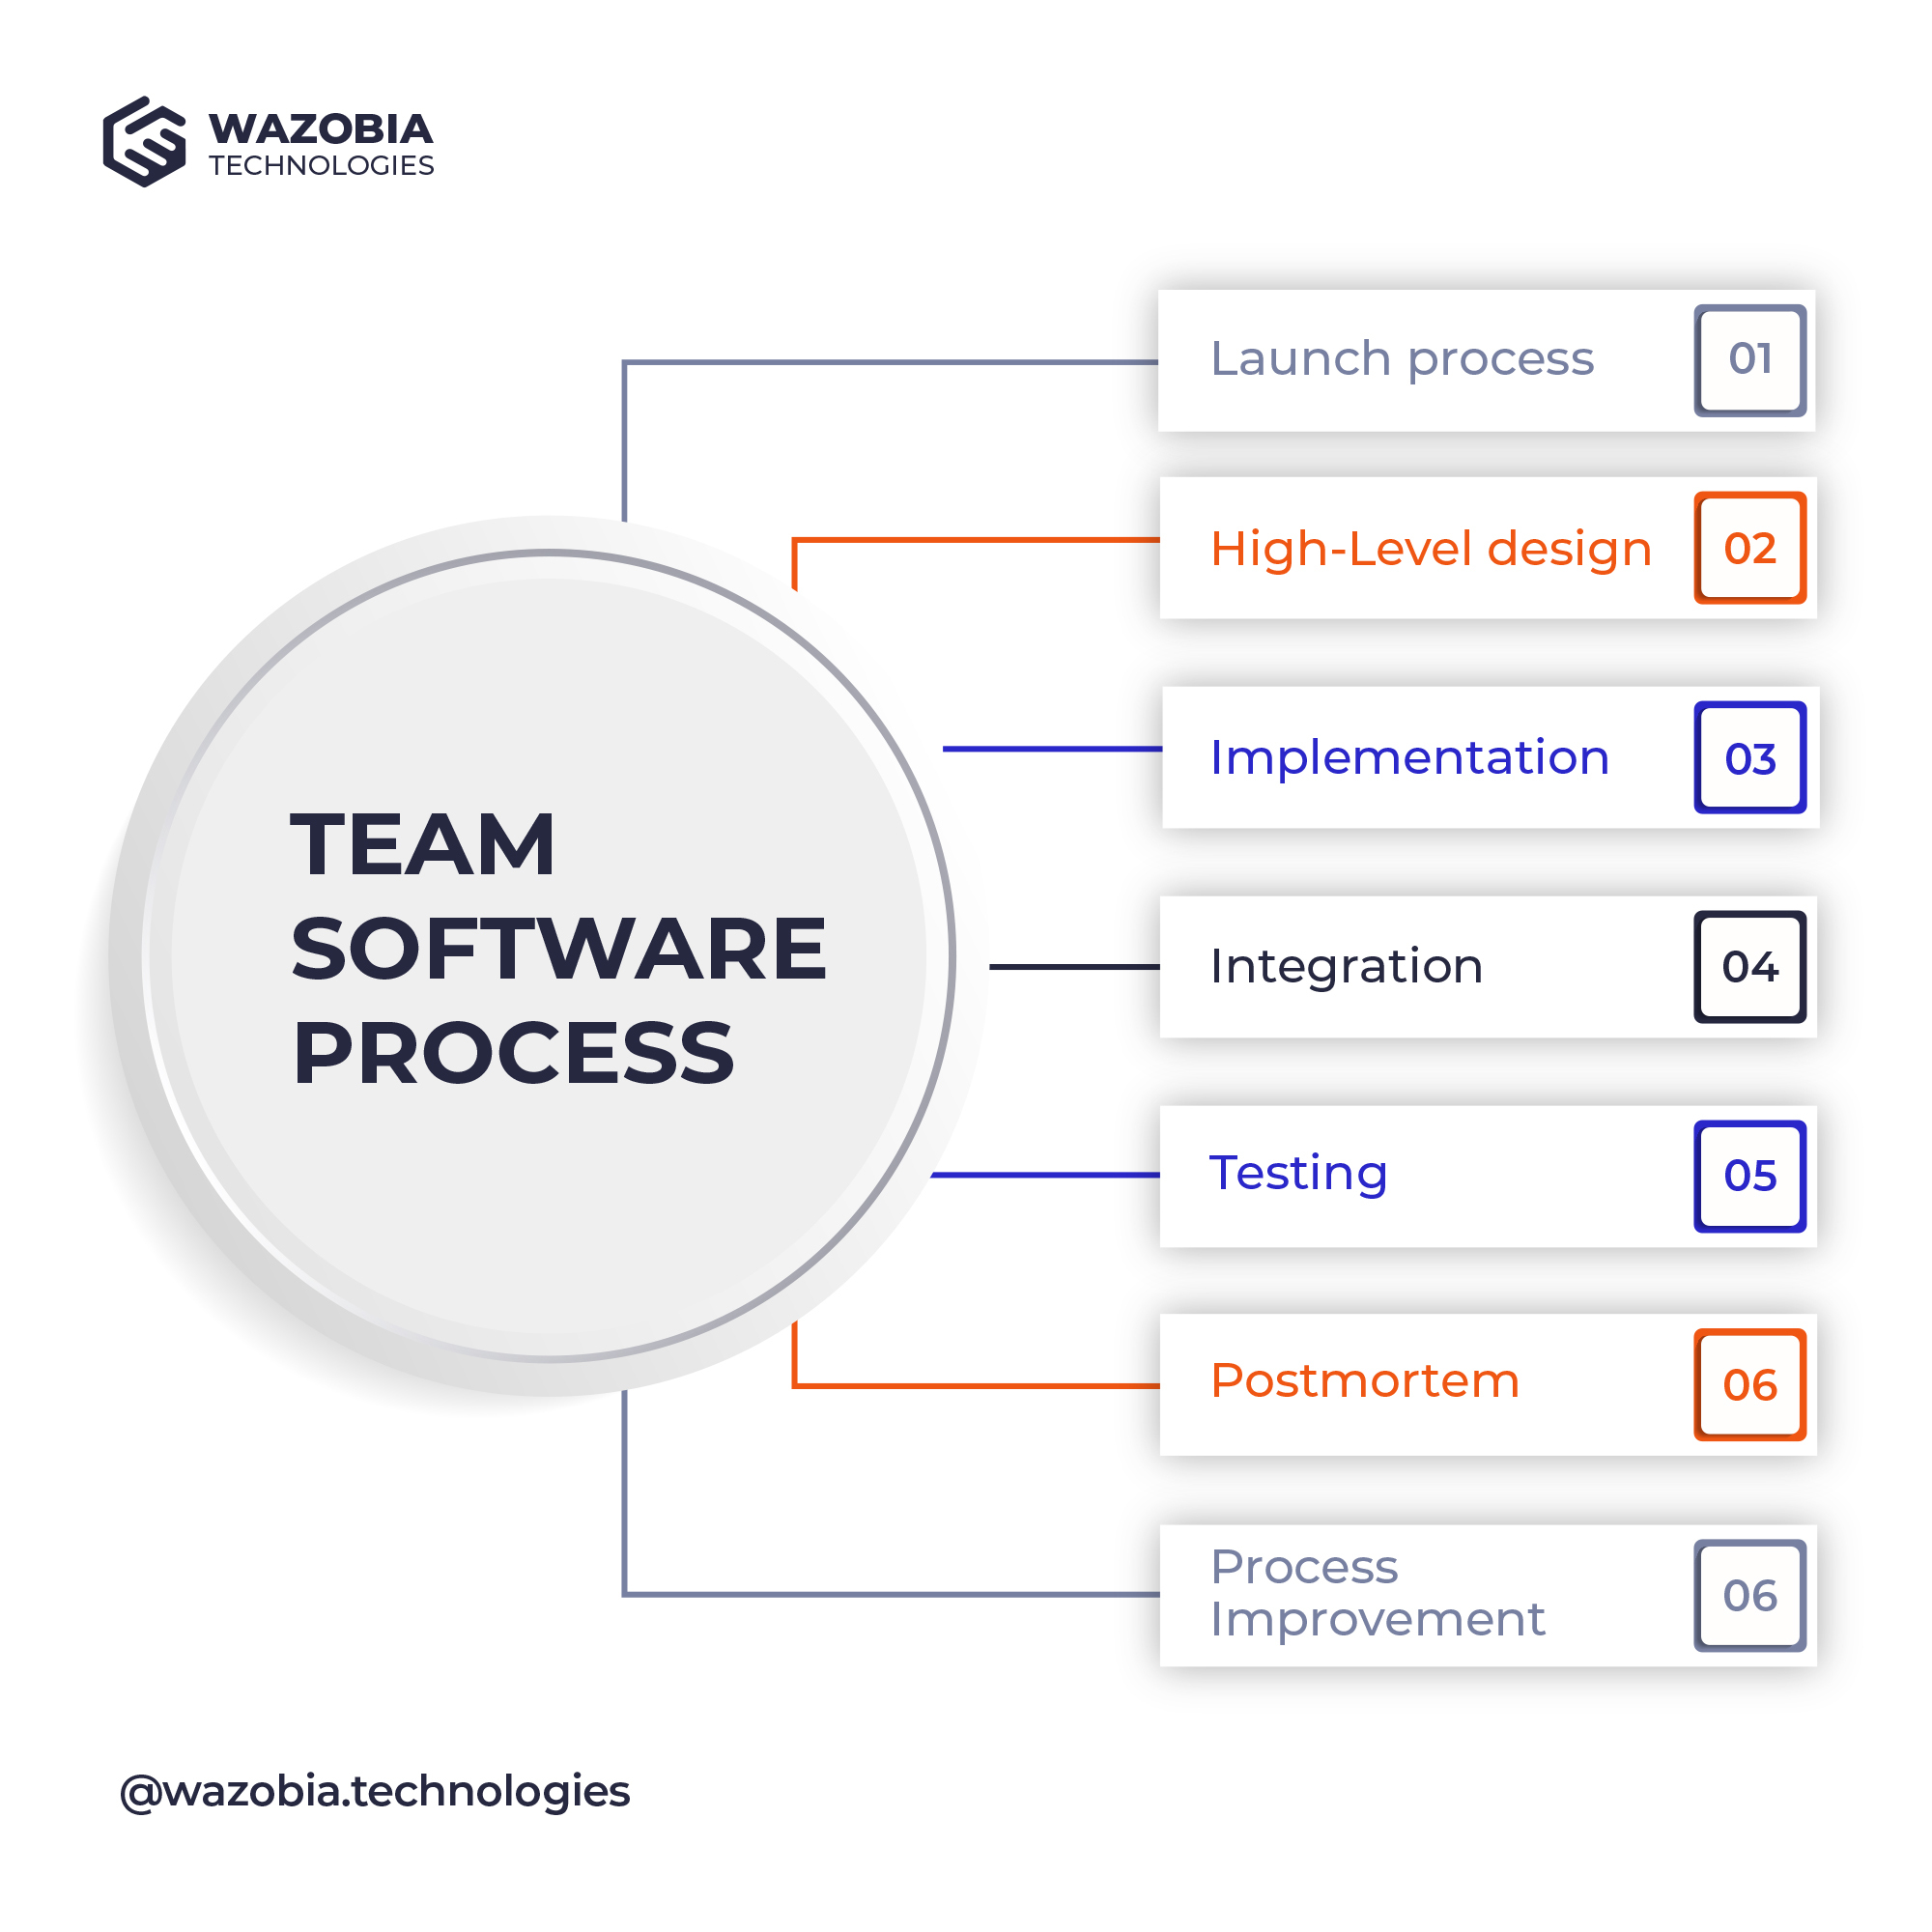 WAZOBIA
TECHNOLOGIES
Launch process 01
High-Level design 02
Implementation 03
TEAM
SOFTWARE
PROCESS
Integration 04
Testing 05
Postmortem 06
Process
Improvement 06
@wazobia.technologies